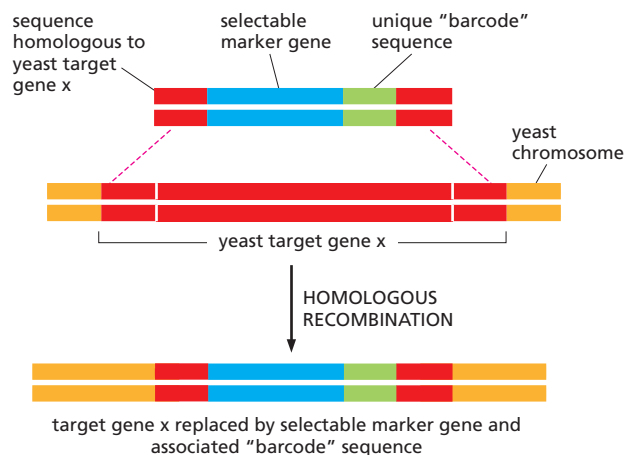 sequence
homologous to
yeast target
gene x
selectable
marker gene
unique “barcode”
sequence
yeast
chromosome
yeast target gene x
HOMOLOGOUS
RECOMBINATION
target gene x replaced by selectable marker gene and
associated “barcode” sequence